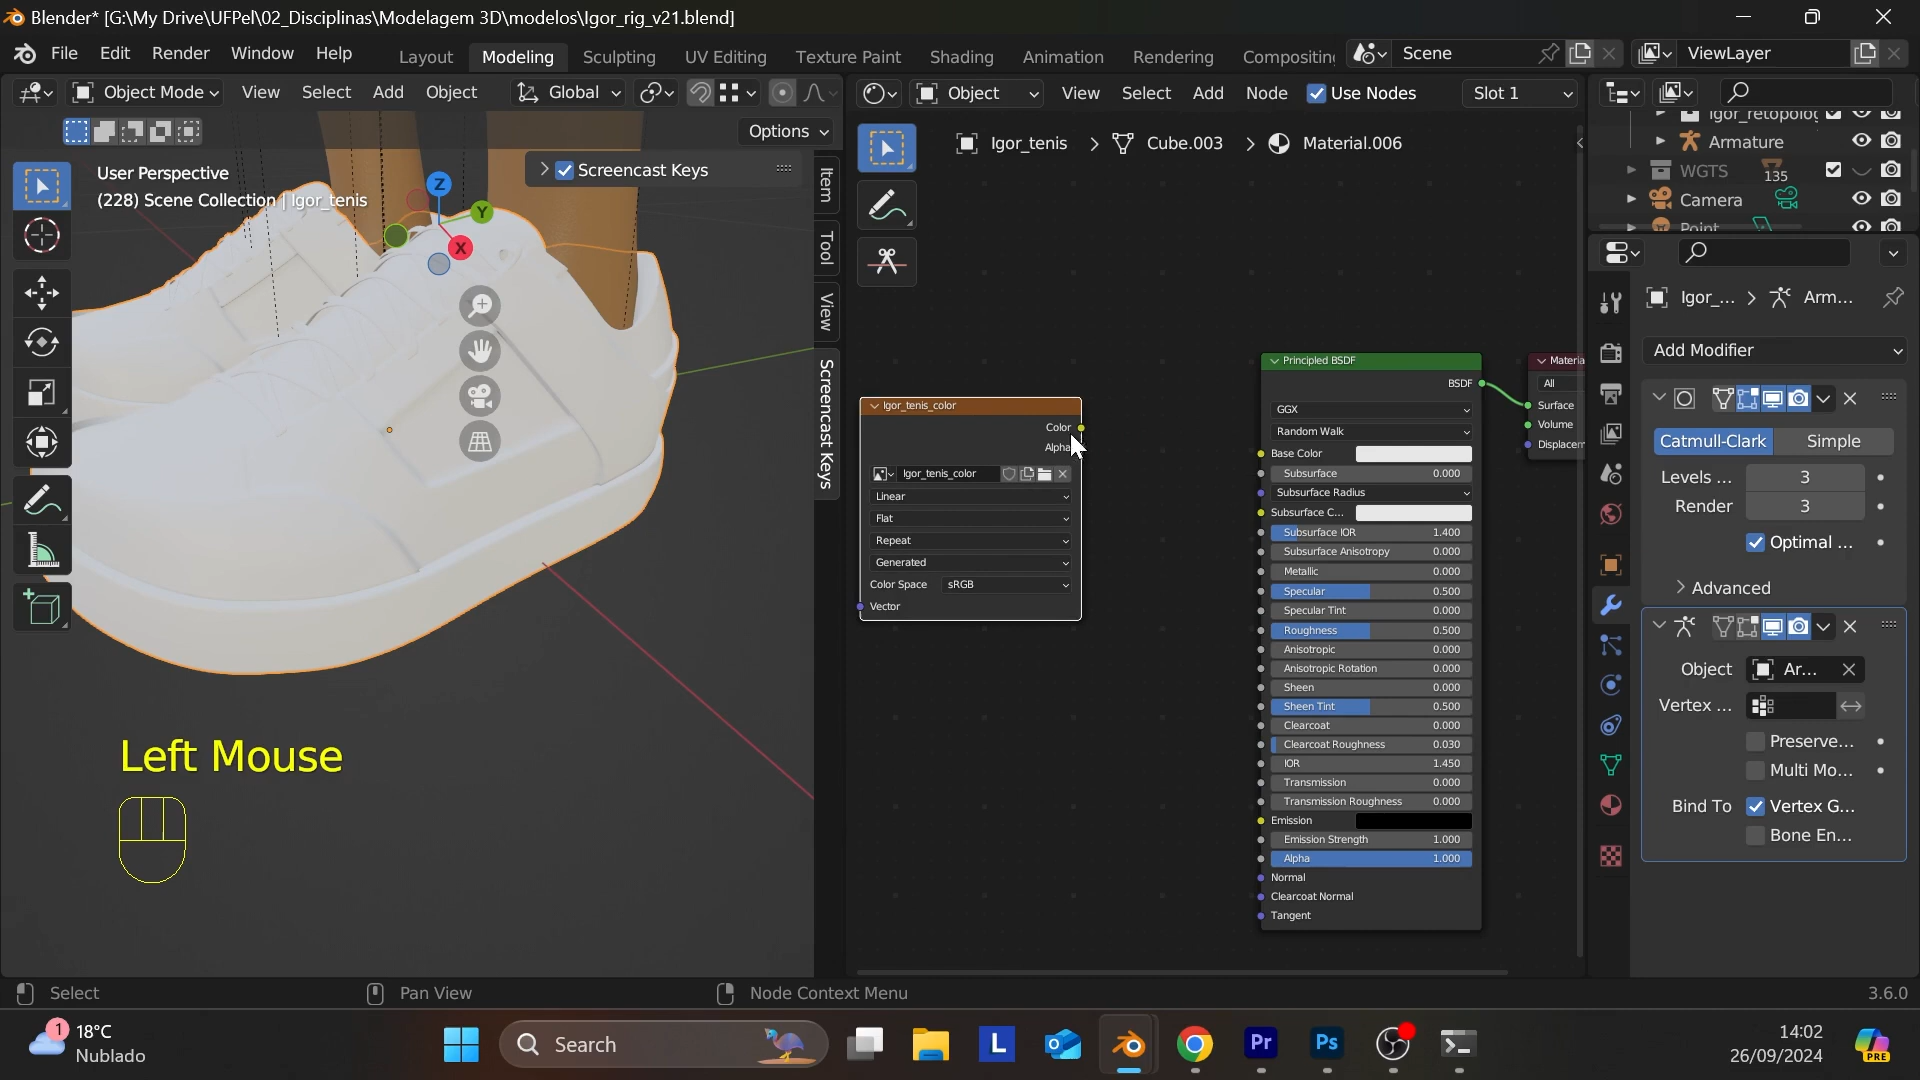 Blender* [G:\My Drive\UFPel\02_Disciplinas\Modelagem 3D\modelos\Igor_rig_v21.blend]
File Edit Render Window Help Layout Modeling Sculpting UV Editing Texture Paint Shading Animation Rendering Compositing Scene ViewLayer
Object Mode View Select Add Object Global Object View Select Add Node Use Nodes Slot 1
Options
User Perspective
(228) Scene Collection | Igor_tenis
Screencast Keys
Z
Y
X
Item
Tool
View
Screencast Keys
Left Mouse
Igor_tenis > Cube.003 > Material.006
Igor_tenis_color
Color
Alpha
Igor_tenis_color
Linear
Flat
Repeat
Generated
Color Space sRGB
Vector
Principled BSDF
BSDF
GGX
Random Walk
Base Color
Subsurface 0.000
Subsurface Radius
Subsurface C...
Subsurface IOR 1.400
Subsurface Anisotropy 0.000
Metallic 0.000
Specular 0.500
Specular Tint 0.000
Roughness 0.500
Anisotropic 0.000
Anisotropic Rotation 0.000
Sheen 0.000
Sheen Tint 0.500
Clearcoat 0.000
Clearcoat Roughness 0.030
IOR 1.450
Transmission 0.000
Transmission Roughness 0.000
Emission
Emission Strength 1.000
Alpha 1.000
Normal
Clearcoat Normal
Tangent
Materia
All
Surface
Volume
Displacem
Igor_retopolog
Armature
WGTS 135
Camera
Point
Igor_... > Arm...
Add Modifier
Catmull-Clark Simple
Levels ... 3
Render 3
Optimal ...
Advanced
Object Ar...
Vertex ...
Preserve...
Multi Mo...
Bind To Vertex G...
Bone En...
Select Pan View Node Context Menu 3.6.0
1 18°C
Nublado
Search
L
Pr
Ps
14:02
26/09/2024
PRE